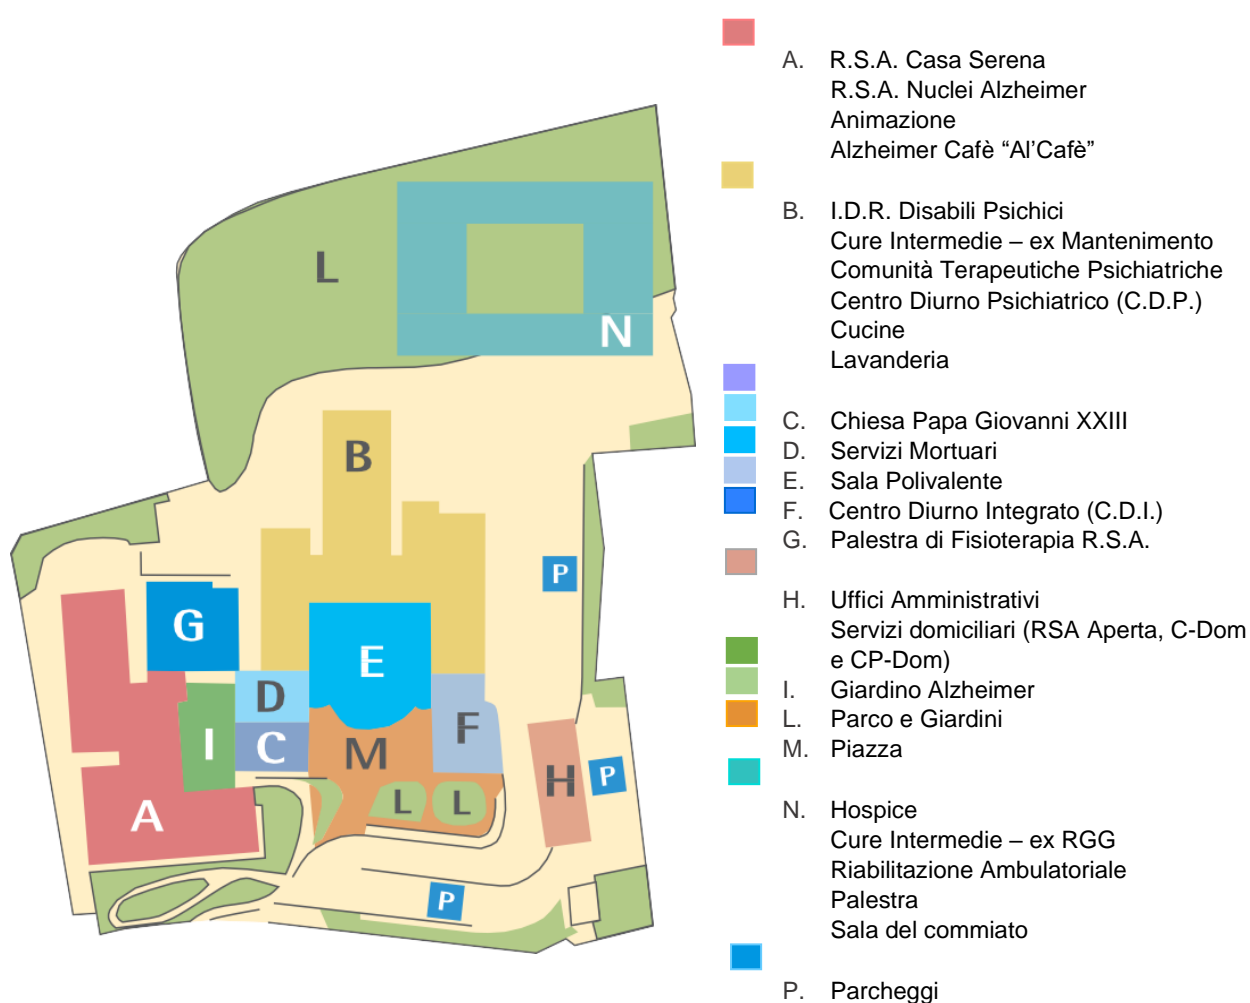 A. R.S.A. Casa Serena
R.S.A. Nuclei Alzheimer
Animazione
Alzheimer Cafè “Al’Cafè”
B. I.D.R. Disabili Psichici
Cure Intermedie – ex Mantenimento
Comunità Terapeutiche Psichiatriche
Centro Diurno Psichiatrico (C.D.P.)
Cucine
Lavanderia
C. Chiesa Papa Giovanni XXIII
D. Servizi Mortuari
E. Sala Polivalente
F. Centro Diurno Integrato (C.D.I.)
G. Palestra di Fisioterapia R.S.A.
H. Uffici Amministrativi
Servizi domiciliari (RSA Aperta, C-Dom
e CP-Dom)
I. Giardino Alzheimer
L. Parco e Giardini
M. Piazza
N. Hospice
Cure Intermedie – ex RGG
Riabilitazione Ambulatoriale
Palestra
Sala del commiato
P. Parcheggi
L
N
B
P
G
E
D
F
I
C
M
H
P
L
L
A
P